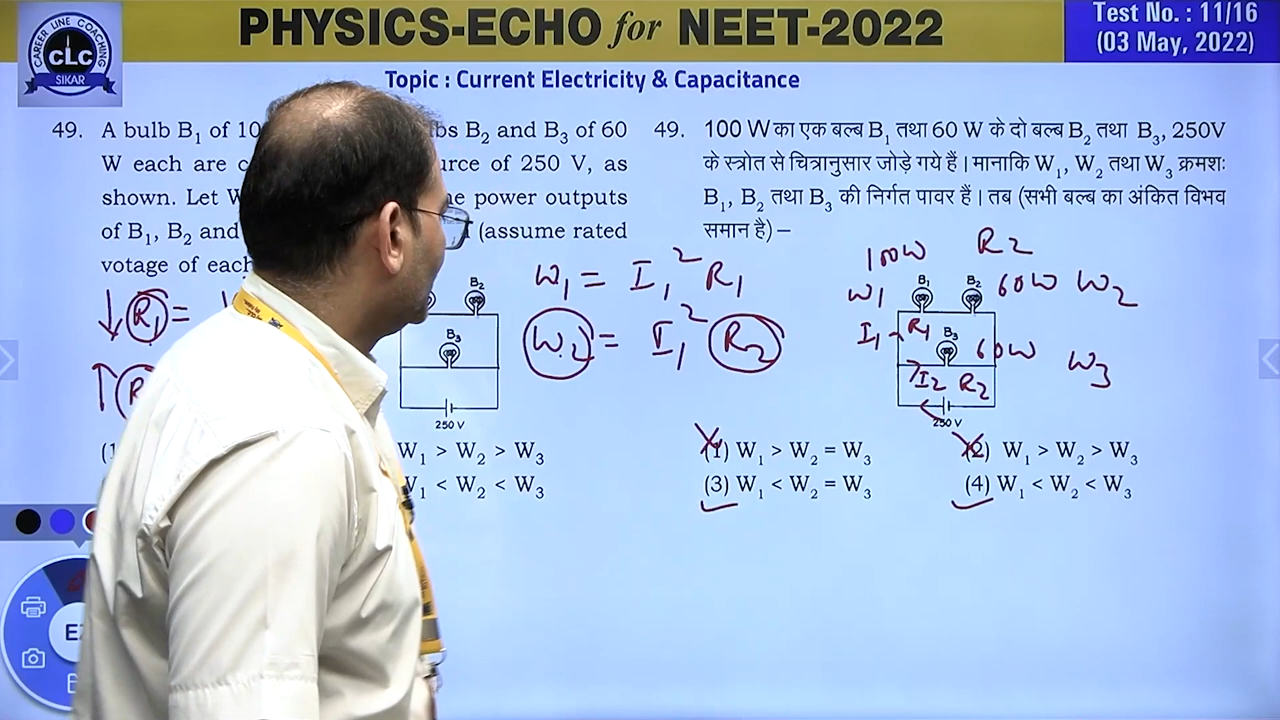 CAREER LINE COACHING
CLC
SIKAR
PHYSICS-ECHO for NEET-2022
Test No. : 11/16
(03 May, 2022)
Topic : Current Electricity & Capacitance
49. A bulb B₁ of 10 B₂ and B₃ of 60
W each are of 250 V, as
shown. Let power outputs
of B₁, B₂ and (assume rated
votage of each
49. 100 W का एक बल्ब B₁ तथा 60 W के दो बल्ब B₂ तथा B₃, 250V
के स्त्रोत से चित्रानुसार जोड़े गये हैं। मानाकि W₁, W₂ तथा W₃ क्रमशः
B₁, B₂ तथा B₃ की निर्गत पावर हैं। तब (सभी बल्ब का अंकित विभव
समान है) –
↓ R₁ =
↑ R
B₂
B₃
250 V
W₁ = I₁² R₁
W₂ = I₁² R₂
100W R2
W1 B₁ B₂ 60W W2
I1 R1 B₃ 60W W3
I2 R2
250 V
W₁ > W₂ > W₃
W₁ < W₂ < W₃
(1) W₁ > W₂ = W₃ (2) W₁ > W₂ > W₃
(3) W₁ < W₂ = W₃ (4) W₁ < W₂ < W₃